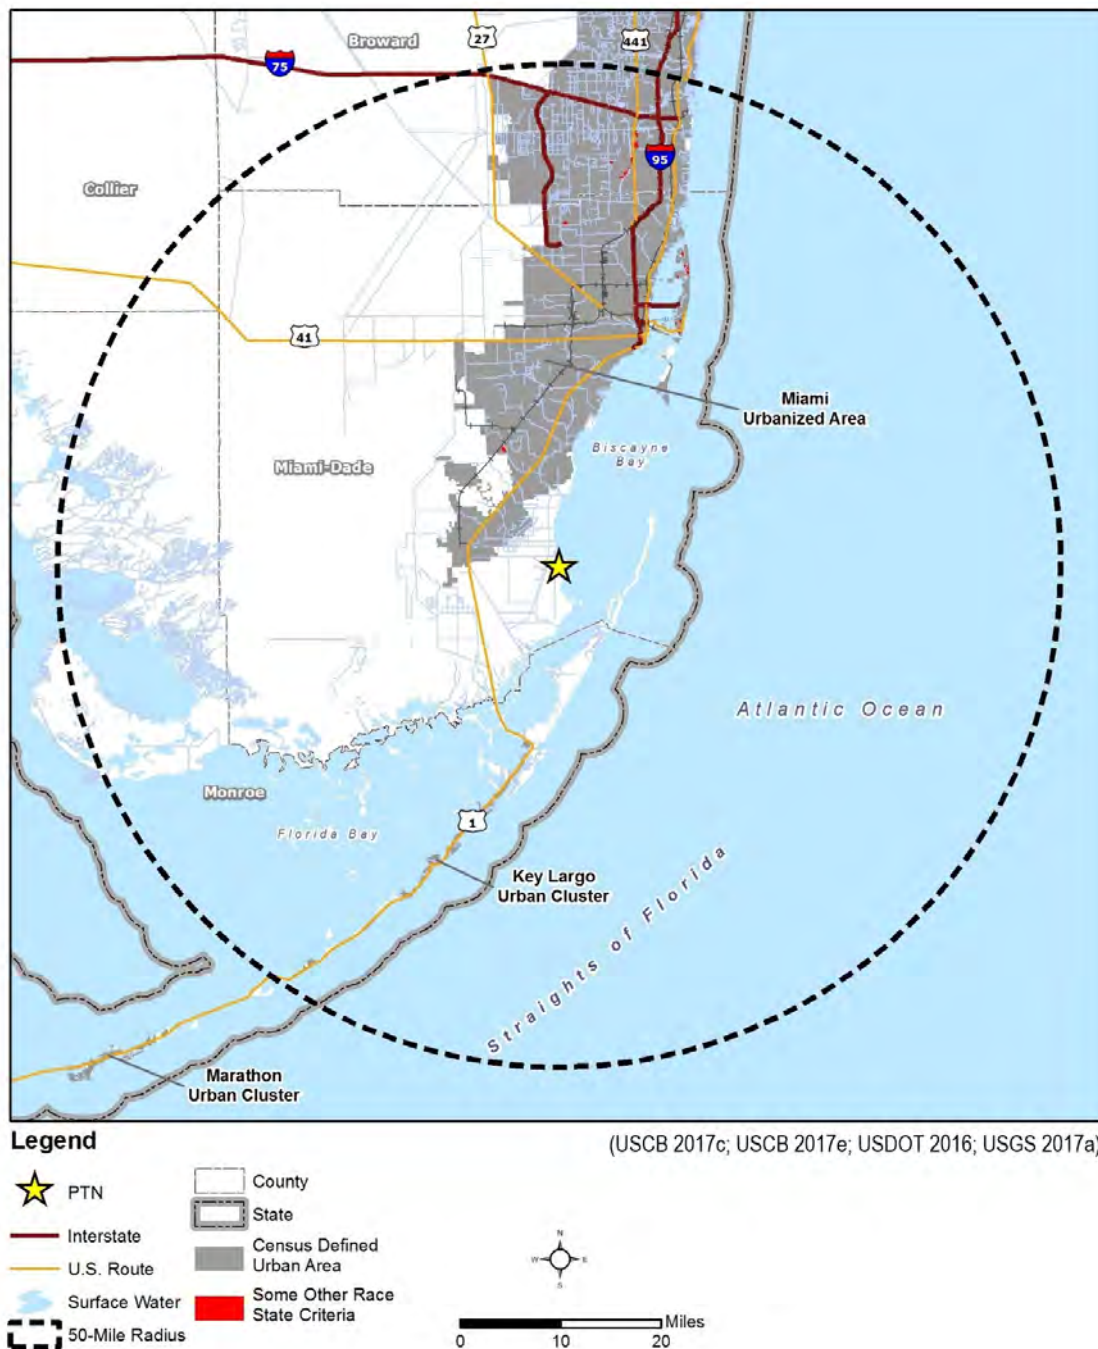 Broward
27
441
75
95
Collier
41
Miami
Urbanized Area
Biscayne
Bay
Miami-Dade
Atlantic Ocean
Monroe
1
Florida Bay
Key Largo
Urban Cluster
Straights of Florida
Marathon
Urban Cluster
Legend
(USCB 2017c; USCB 2017e; USDOT 2016; USGS 2017a)
PTN
Interstate
U.S. Route
Surface Water
50-Mile Radius
County
State
Census Defined
Urban Area
Some Other Race
State Criteria
N
W E
S
Miles
0 10 20